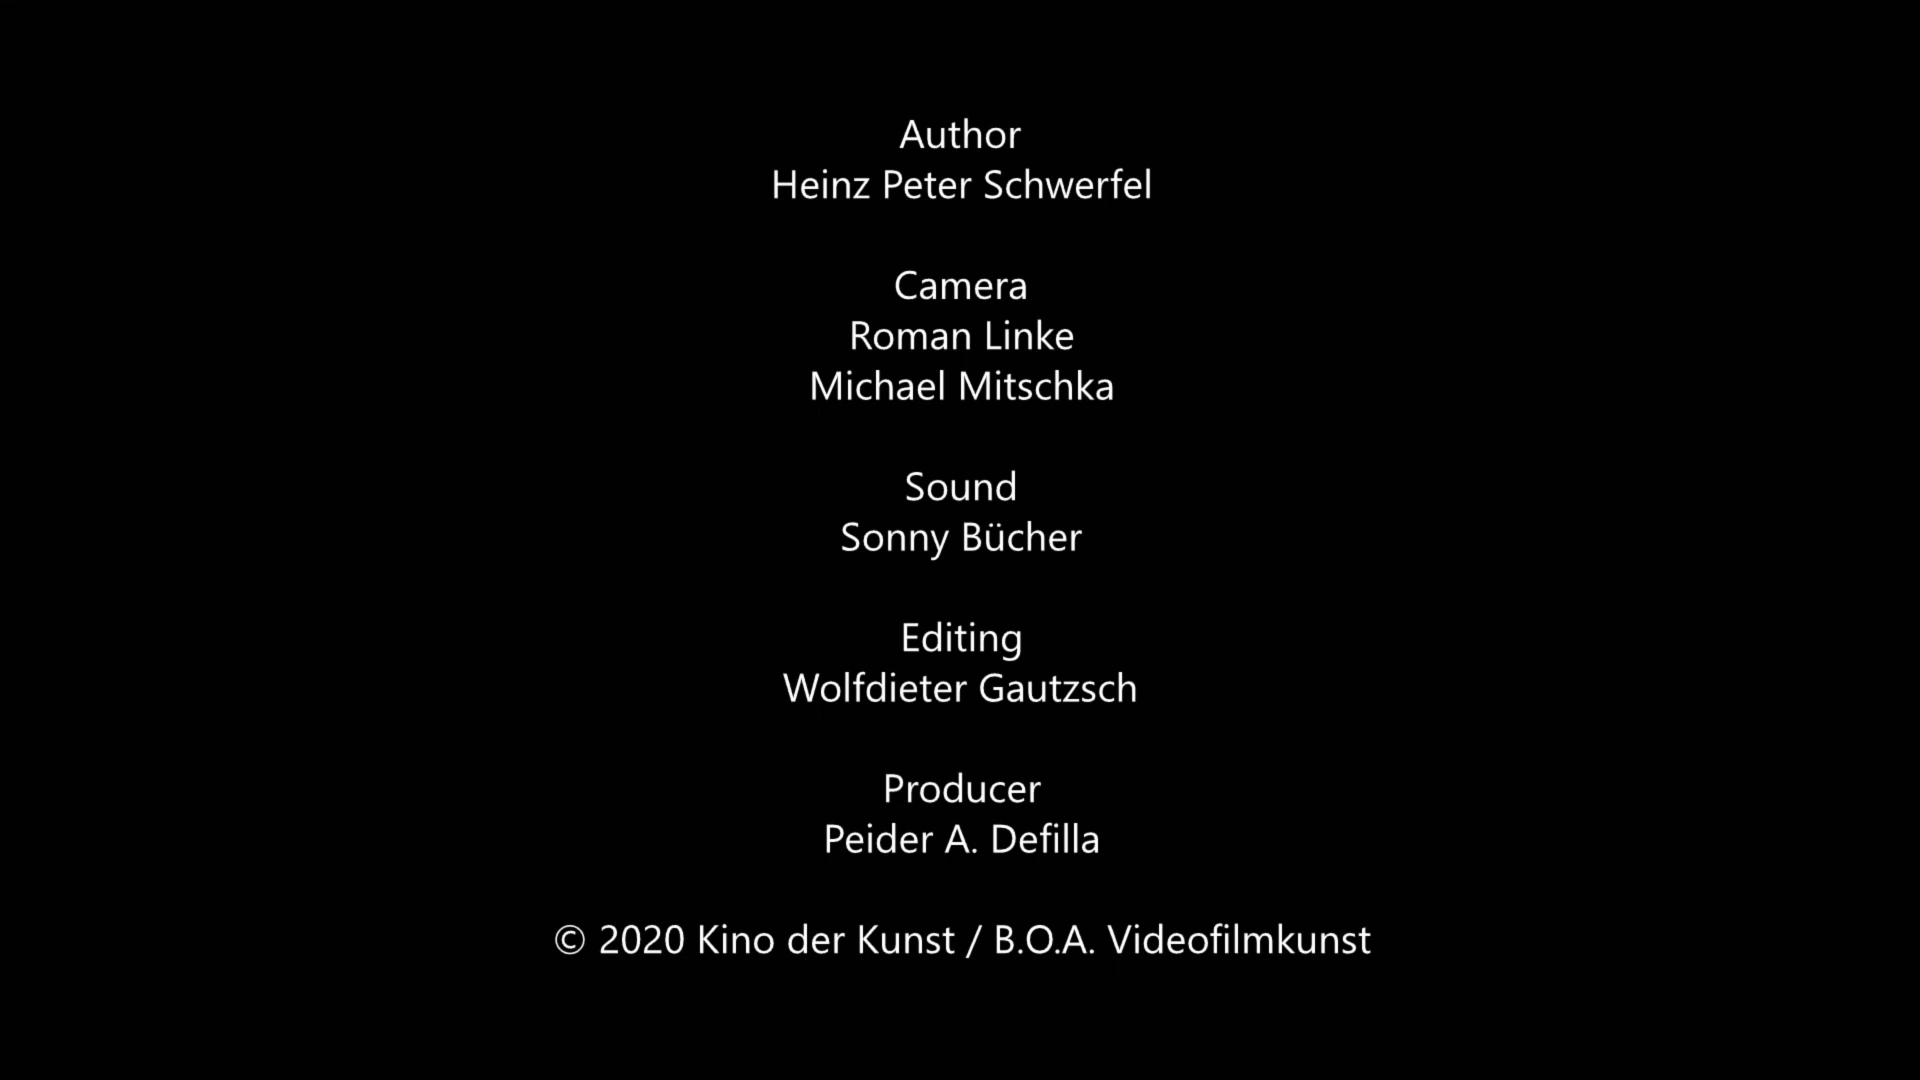 Author
Heinz Peter Schwerfel
Camera
Roman Linke
Michael Mitschka
Sound
Sonny Bücher
Editing
Wolfdieter Gautzsch
Producer
Peider A. Defilla
© 2020 Kino der Kunst / B.O.A. Videofilmkunst